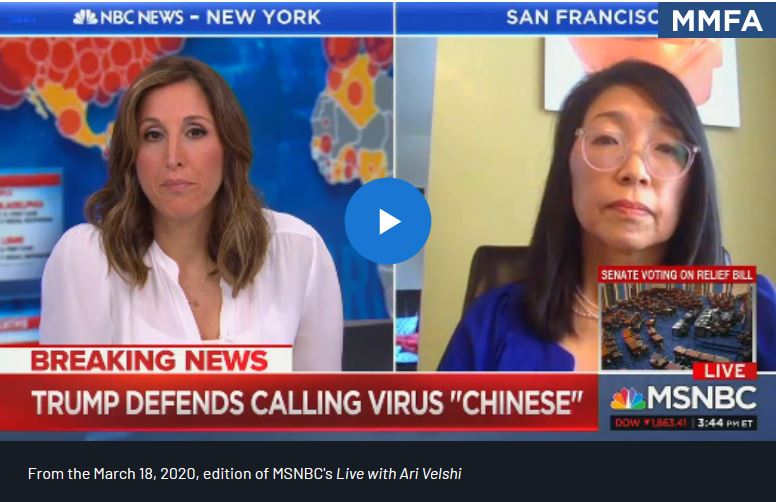 NBC NEWS - NEW YORK
SAN FRANCISC
MMFA
SENATE VOTING ON RELIEF BILL
BREAKING NEWS
LIVE
TRUMP DEFENDS CALLING VIRUS "CHINESE"
MSNBC
DOW ▼1,863.41 3:44 PM ET
From the March 18, 2020, edition of MSNBC's Live with Ari Velshi